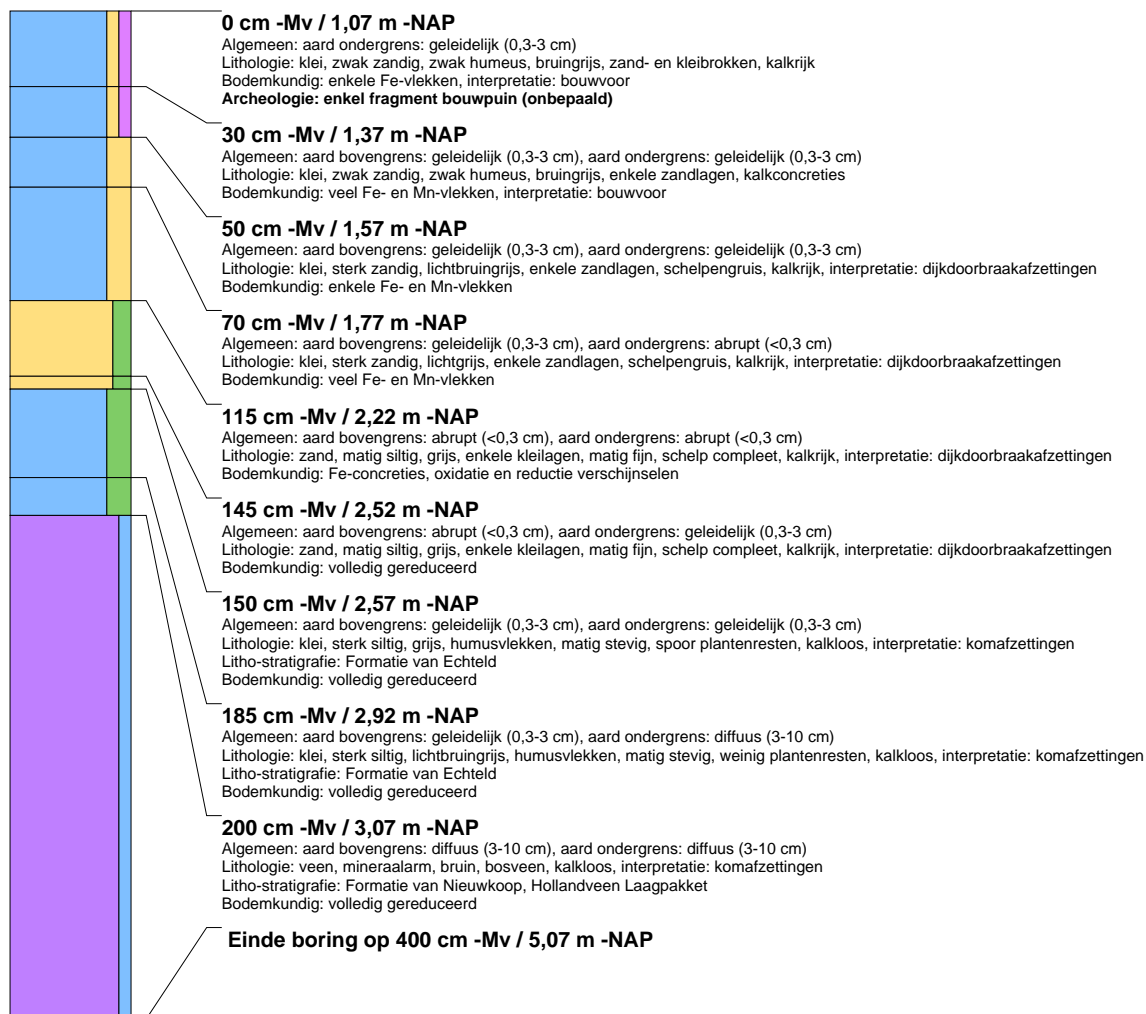 0 cm -Mv / 1,07 m -NAP
Algemeen: aard ondergrens: geleidelijk (0,3-3 cm)
Lithologie: klei, zwak zandig, zwak humeus, bruingrijs, zand- en kleibrokken, kalkrijk
Bodemkundig: enkele Fe-vlekken, interpretatie: bouwvoor
Archeologie: enkel fragment bouwpuin (onbepaald)
30 cm -Mv / 1,37 m -NAP
Algemeen: aard bovengrens: geleidelijk (0,3-3 cm), aard ondergrens: geleidelijk (0,3-3 cm)
Lithologie: klei, zwak zandig, zwak humeus, bruingrijs, enkele zandlagen, kalkconcreties
Bodemkundig: veel Fe- en Mn-vlekken, interpretatie: bouwvoor
50 cm -Mv / 1,57 m -NAP
Algemeen: aard bovengrens: geleidelijk (0,3-3 cm), aard ondergrens: geleidelijk (0,3-3 cm)
Lithologie: klei, sterk zandig, lichtbruingrijs, enkele zandlagen, schelpengruis, kalkrijk, interpretatie: dijkdoorbraakafzettingen
Bodemkundig: enkele Fe- en Mn-vlekken
70 cm -Mv / 1,77 m -NAP
Algemeen: aard bovengrens: geleidelijk (0,3-3 cm), aard ondergrens: abrupt (<0,3 cm)
Lithologie: klei, sterk zandig, lichtgrijs, enkele zandlagen, schelpengruis, kalkrijk, interpretatie: dijkdoorbraakafzettingen
Bodemkundig: veel Fe- en Mn-vlekken
115 cm -Mv / 2,22 m -NAP
Algemeen: aard bovengrens: abrupt (<0,3 cm), aard ondergrens: abrupt (<0,3 cm)
Lithologie: zand, matig siltig, grijs, enkele kleilagen, matig fijn, schelp compleet, kalkrijk, interpretatie: dijkdoorbraakafzettingen
Bodemkundig: Fe-concreties, oxidatie en reductie verschijnselen
145 cm -Mv / 2,52 m -NAP
Algemeen: aard bovengrens: abrupt (<0,3 cm), aard ondergrens: geleidelijk (0,3-3 cm)
Lithologie: zand, matig siltig, grijs, enkele kleilagen, matig fijn, schelp compleet, kalkrijk, interpretatie: dijkdoorbraakafzettingen
Bodemkundig: volledig gereduceerd
150 cm -Mv / 2,57 m -NAP
Algemeen: aard bovengrens: geleidelijk (0,3-3 cm), aard ondergrens: geleidelijk (0,3-3 cm)
Lithologie: klei, sterk siltig, grijs, humusvlekken, matig stevig, spoor plantenresten, kalkloos, interpretatie: komafzettingen
Litho-stratigrafie: Formatie van Echteld
Bodemkundig: volledig gereduceerd
185 cm -Mv / 2,92 m -NAP
Algemeen: aard bovengrens: geleidelijk (0,3-3 cm), aard ondergrens: diffuus (3-10 cm)
Lithologie: klei, sterk siltig, lichtbruingrijs, humusvlekken, matig stevig, weinig plantenresten, kalkloos, interpretatie: komafzettingen
Litho-stratigrafie: Formatie van Echteld
Bodemkundig: volledig gereduceerd
200 cm -Mv / 3,07 m -NAP
Algemeen: aard bovengrens: diffuus (3-10 cm), aard ondergrens: diffuus (3-10 cm)
Lithologie: veen, mineraalarm, bruin, bosveen, kalkloos, interpretatie: komafzettingen
Litho-stratigrafie: Formatie van Nieuwkoop, Hollandveen Laagpakket
Bodemkundig: volledig gereduceerd
Einde boring op 400 cm -Mv / 5,07 m -NAP